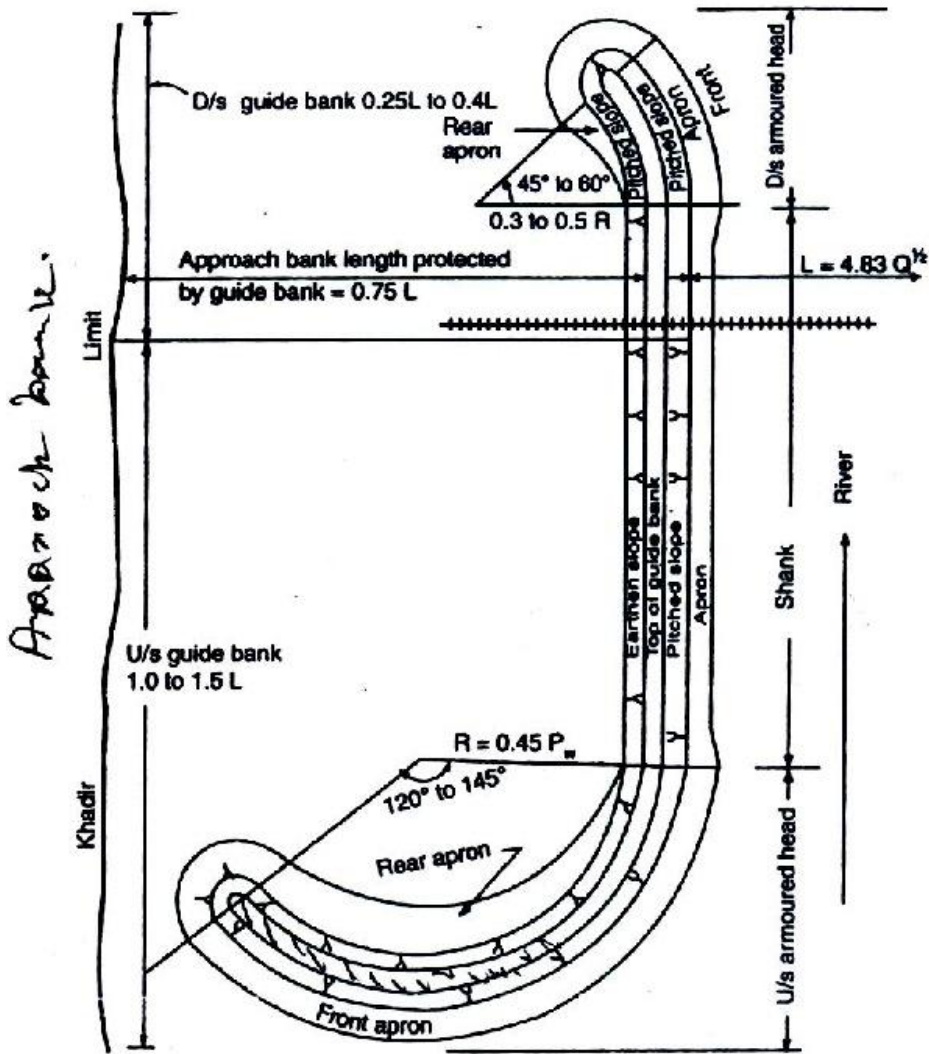 D/s guide bank 0.25L to 0.4L
Rear
apron
Pitched slope
Pitched slope
Apron
Front
D/s armoured head
45° to 60°
0.3 to 0.5 R
Approach bank length protected
by guide bank = 0.75 L
L = 4.83 Q½
Limit
Khadir
U/s guide bank
1.0 to 1.5 L
Earthen slope
Top of guide bank
Pitched slope
Apron
Shank
River
R = 0.45 Pw
120° to 145°
Rear apron
Front apron
U/s armoured head